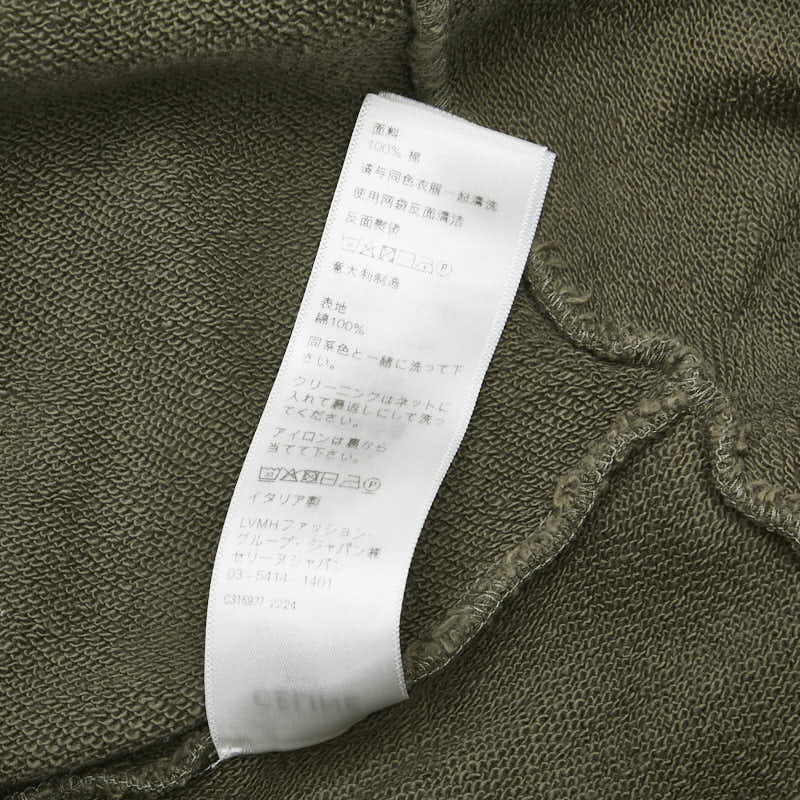 面料
100% 棉
请与同色衣服一起清洗
使用网袋反面清洁
反面熨烫
意大利制造
表地
綿100%
同系色と一緒に洗って下
さい。
クリーニングはネットに
入れて裏返しにして洗っ
てください。
アイロンは裏から
当てて下さい。
イタリア製
LVMHファッション・
グループ・ジャパン㈱
セリーヌジャパン
03-5414-1401
CELINE